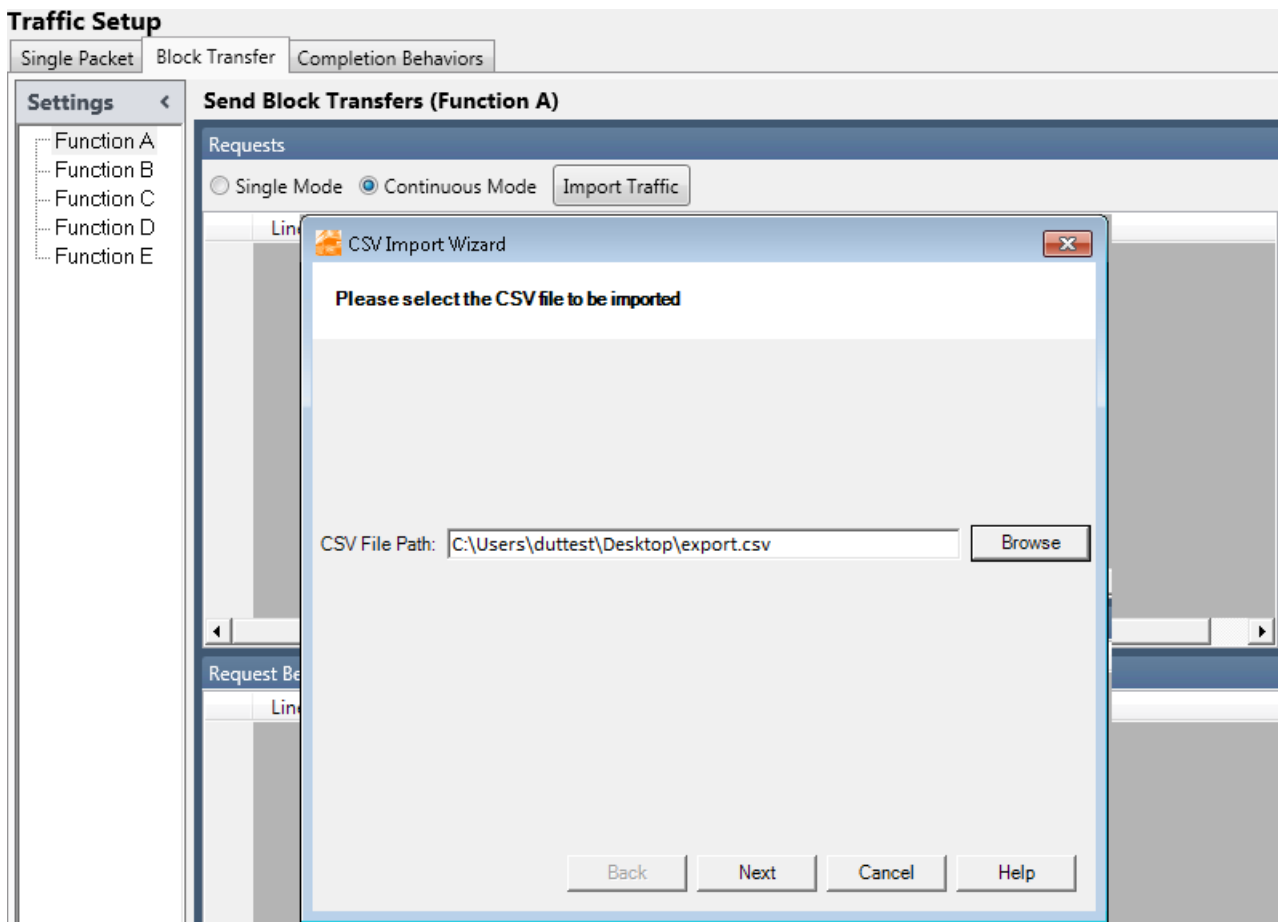 Traffic Setup
Single Packet Block Transfer Completion Behaviors
Settings < Send Block Transfers (Function A)
Function A
Function B
Function C
Function D
Function E
Requests
Single Mode Continuous Mode Import Traffic
CSV Import Wizard
Please select the CSV file to be imported
CSV File Path: C:\Users\duttest\Desktop\export.csv Browse
Request
Back Next Cancel Help